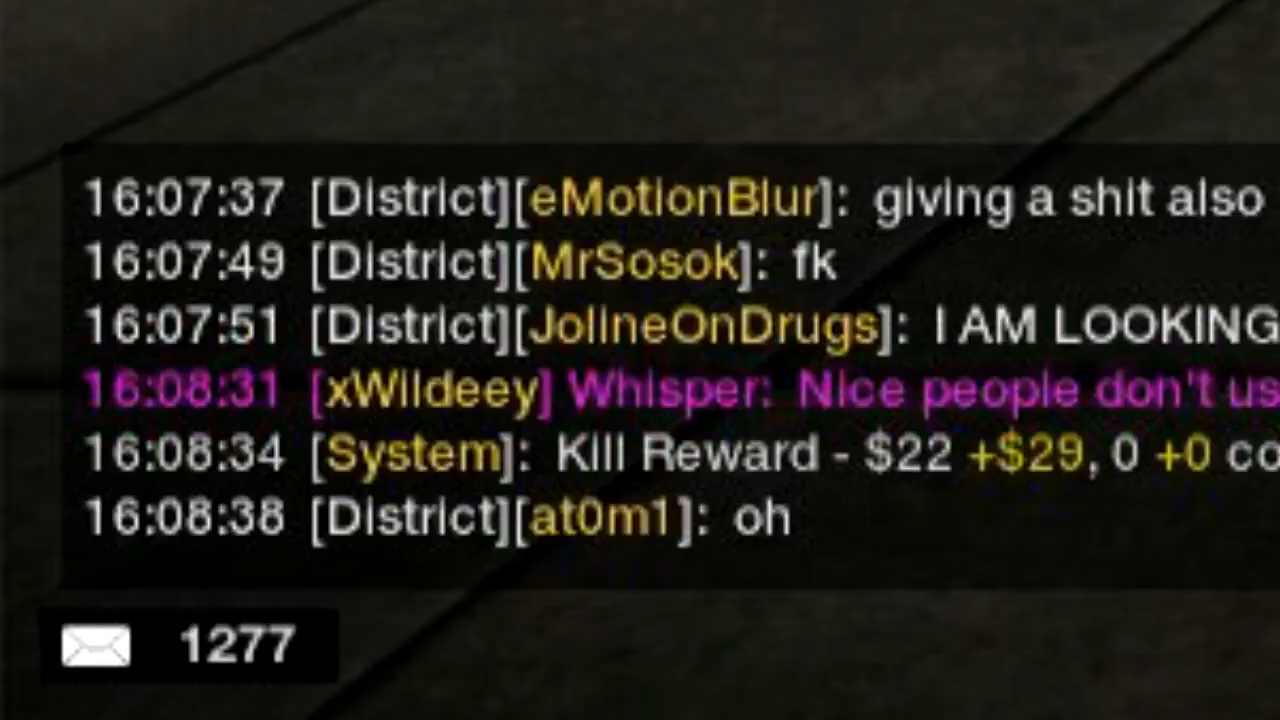 16:07:37 [District][eMotionBlur]: giving a shit also
16:07:49 [District][MrSosok]: fk
16:07:51 [District][JolineOnDrugs]: I AM LOOKING
16:08:31 [xWildeey] Whisper: Nice people don't us
16:08:34 [System]: Kill Reward - $22 +$29, 0 +0 co
16:08:38 [District][at0m1]: oh
1277